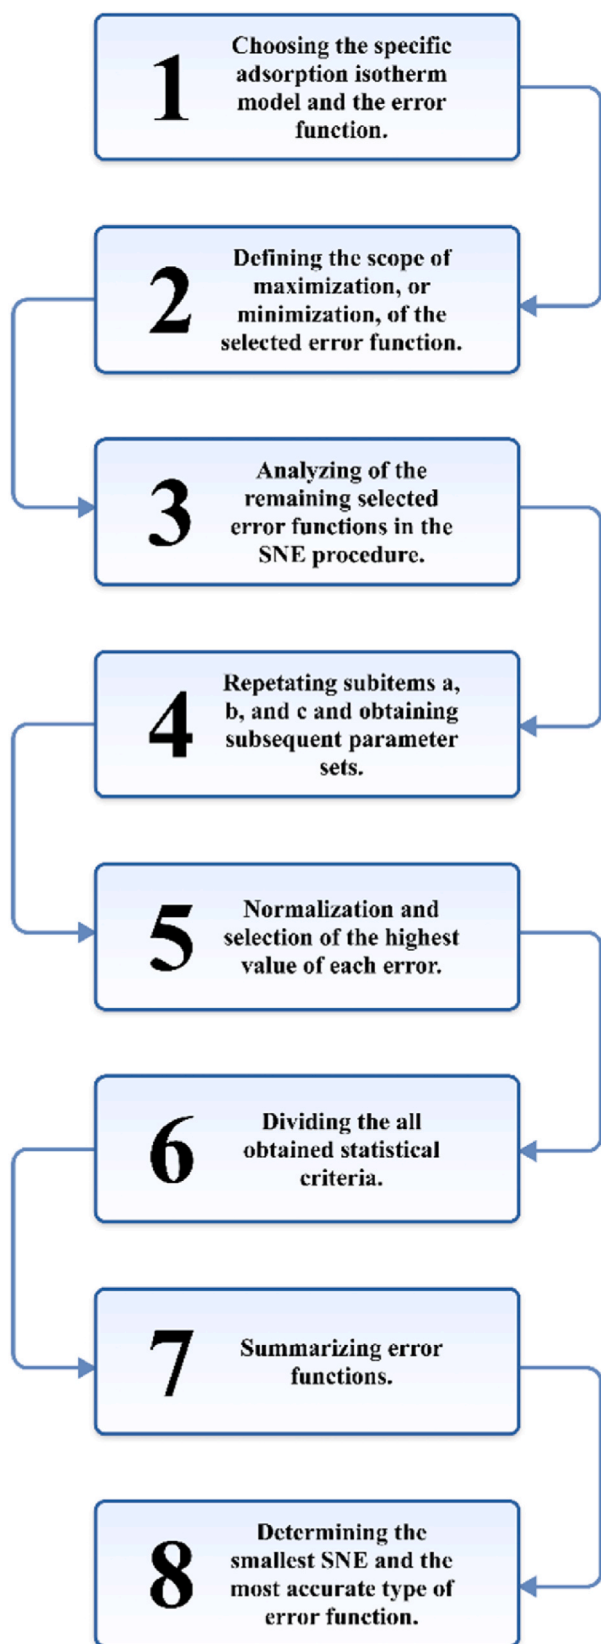 1
Choosing the specific
adsorption isotherm
model and the error
function.
2
Defining the scope of
maximization, or
minimization, of the
selected error function.
3
Analyzing of the
remaining selected
error functions in the
SNE procedure.
4
Repetating subitems a,
b, and c and obtaining
subsequent parameter
sets.
5
Normalization and
selection of the highest
value of each error.
6
Dividing the all
obtained statistical
criteria.
7
Summarizing error
functions.
8
Determining the
smallest SNE and the
most accurate type of
error function.